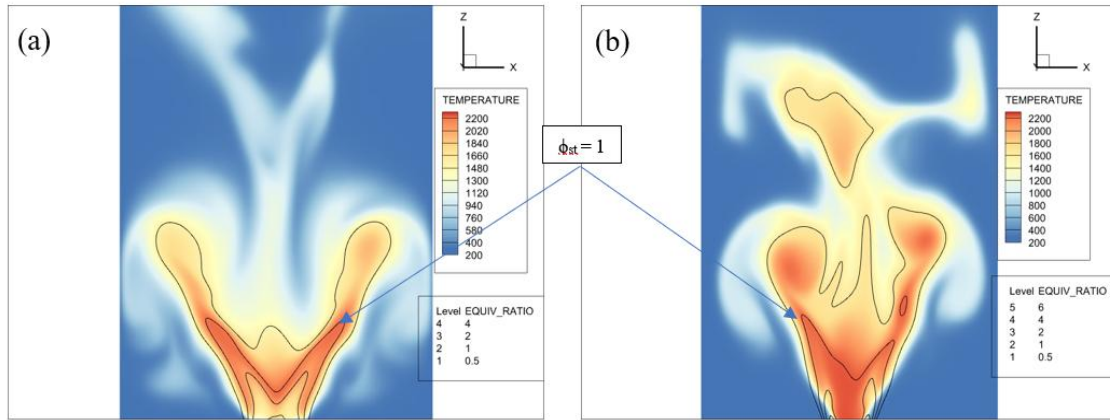 (a)
Z
Y
X
TEMPERATURE
2200
2020
1840
1660
1480
1300
1120
940
760
580
400
200
Level EQUIV_RATIO
4 4
3 2
2 1
1 0.5
ϕst = 1
(b)
Z
Y
X
TEMPERATURE
2200
2000
1800
1600
1400
1200
1000
800
600
400
200
Level EQUIV_RATIO
5 6
4 4
3 2
2 1
1 0.5